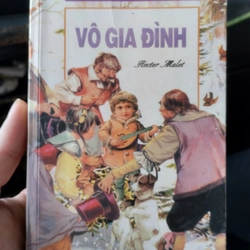 VÔ GIA ĐÌNH
Hector Malot